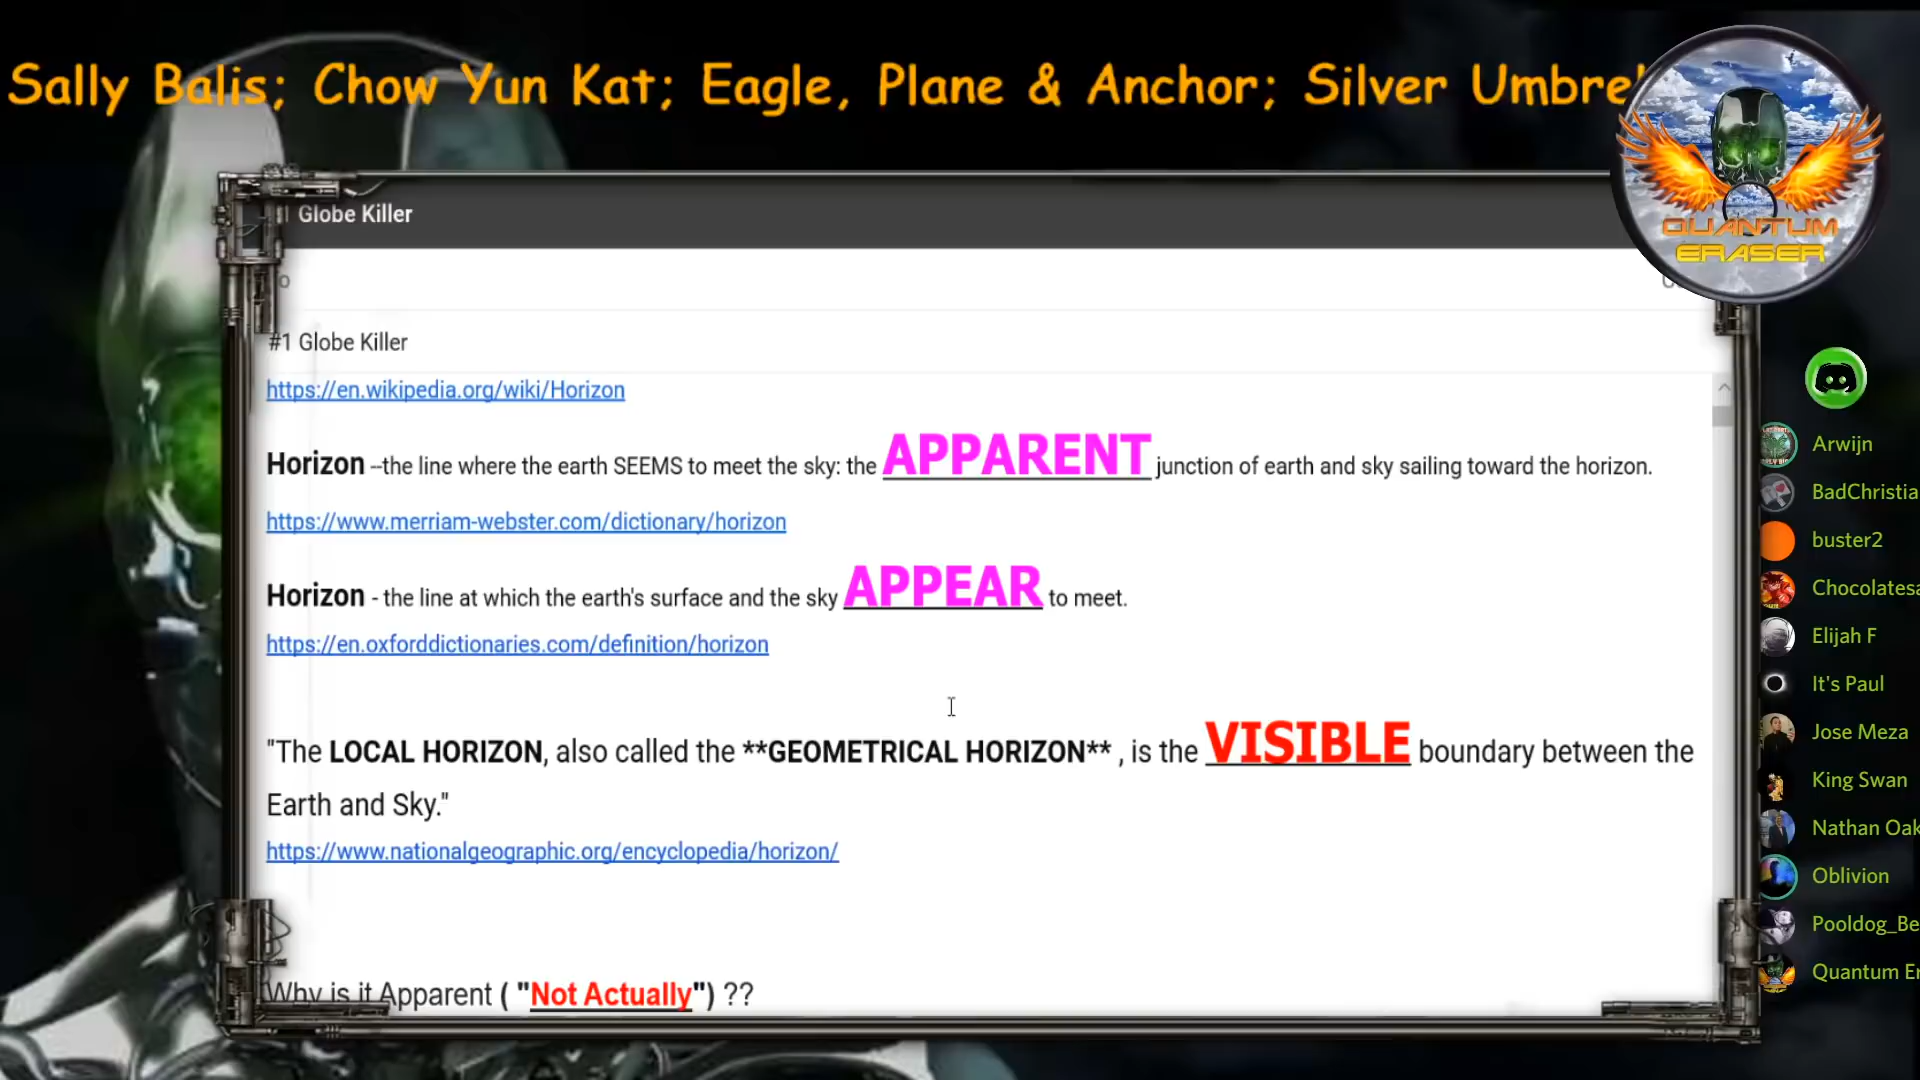 Sally Balis; Chow Yun Kat; Eagle, Plane & Anchor; Silver Umbre
QUANTUM
ERASER
Globe Killer
#1 Globe Killer
https://en.wikipedia.org/wiki/Horizon
Horizon --the line where the earth SEEMS to meet the sky: the APPARENT junction of earth and sky sailing toward the horizon.
https://www.merriam-webster.com/dictionary/horizon
Horizon - the line at which the earth's surface and the sky APPEAR to meet.
https://en.oxforddictionaries.com/definition/horizon
"The LOCAL HORIZON, also called the **GEOMETRICAL HORIZON** , is the VISIBLE boundary between the
Earth and Sky."
https://www.nationalgeographic.org/encyclopedia/horizon/
Why is it Apparent ( "Not Actually") ??
Arwijn
BadChristia
buster2
Chocolatesa
Elijah F
It's Paul
Jose Meza
King Swan
Nathan Oak
Oblivion
Pooldog_Be
Quantum Er